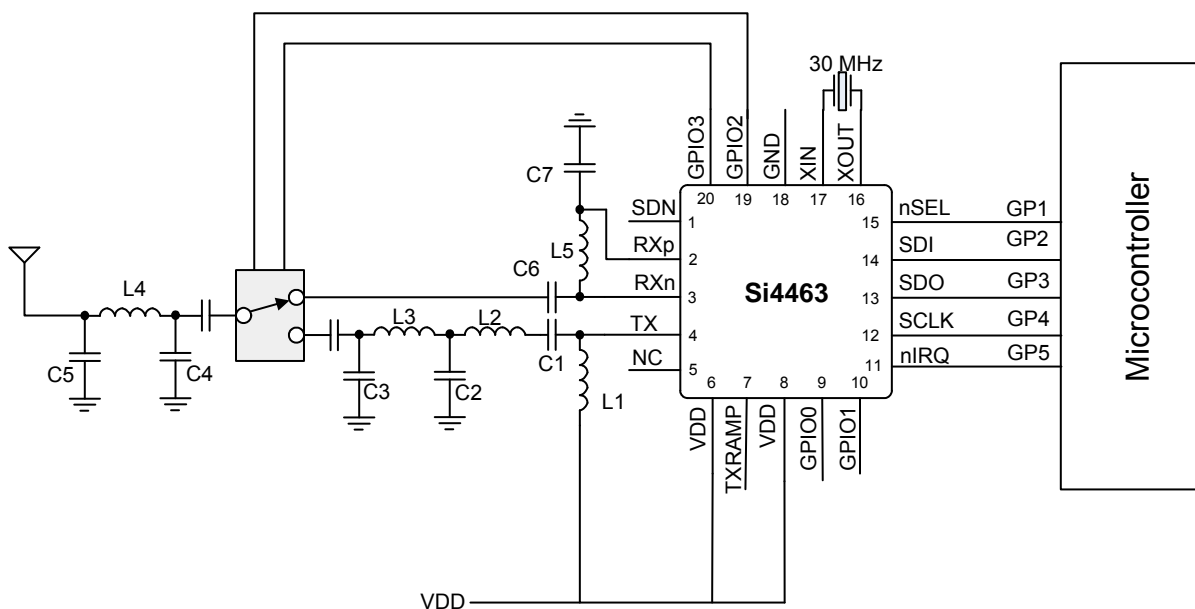 30 MHz
GPIO3
GPIO2
GND
XIN
XOUT
20
19
18
17
16
C7
SDN
1
15
nSEL
GP1
L5
RXp
2
14
SDI
GP2
C6
RXn
3
Si4463
13
SDO
GP3
L4
L3
L2
TX
4
12
SCLK
GP4
C1
NC
5
11
nIRQ
GP5
C5
C4
C3
C2
L1
6
7
8
9
10
VDD
TXRAMP
VDD
GPIO0
GPIO1
Microcontroller
VDD